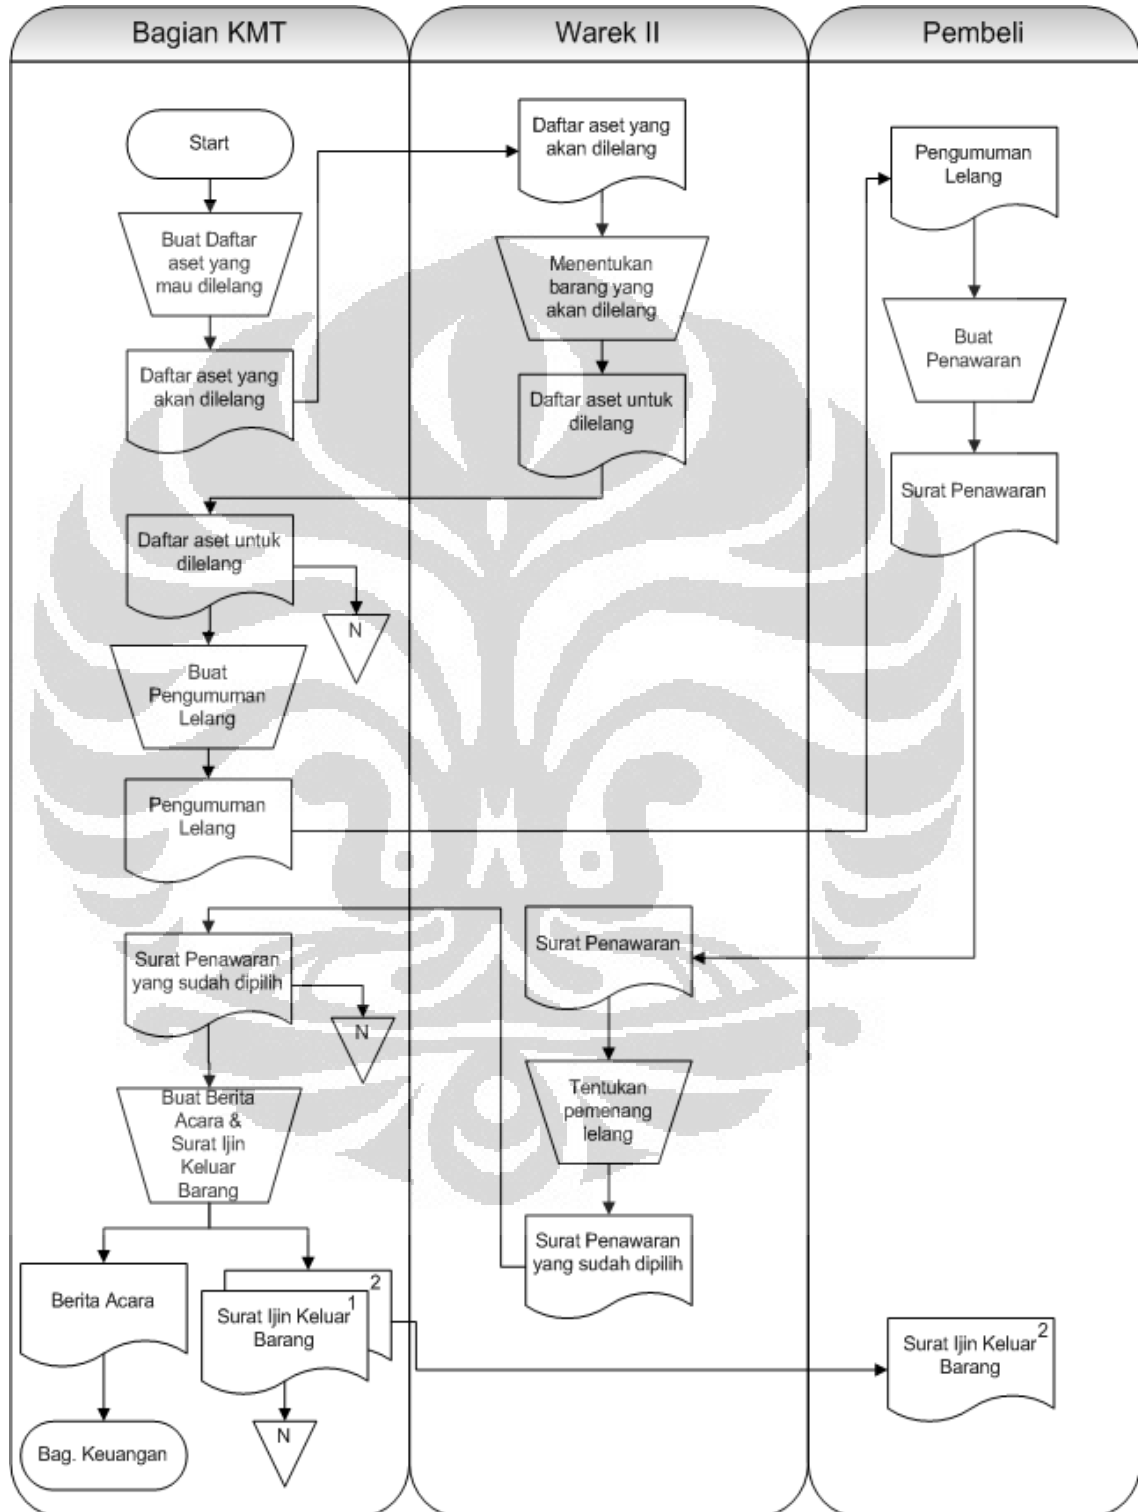 Bagian KMT
Warek II
Pembeli
Start
Buat Daftar
aset yang
mau dilelang
Daftar aset yang
akan dilelang
Daftar aset untuk
dilelang
N
Buat
Pengumuman
Lelang
Pengumuman
Lelang
Surat Penawaran
yang sudah dipilih
N
Buat Berita
Acara &
Surat Ijin
Keluar
Barang
Berita Acara
2
1
Surat Ijin Keluar
Barang
Bag. Keuangan
N
Daftar aset yang
akan dilelang
Menentukan
barang yang
akan dilelang
Daftar aset untuk
dilelang
Surat Penawaran
Tentukan
pemenang
lelang
Surat Penawaran
yang sudah dipilih
Pengumuman
Lelang
Buat
Penawaran
Surat Penawaran
Surat Ijin Keluar 2
Barang